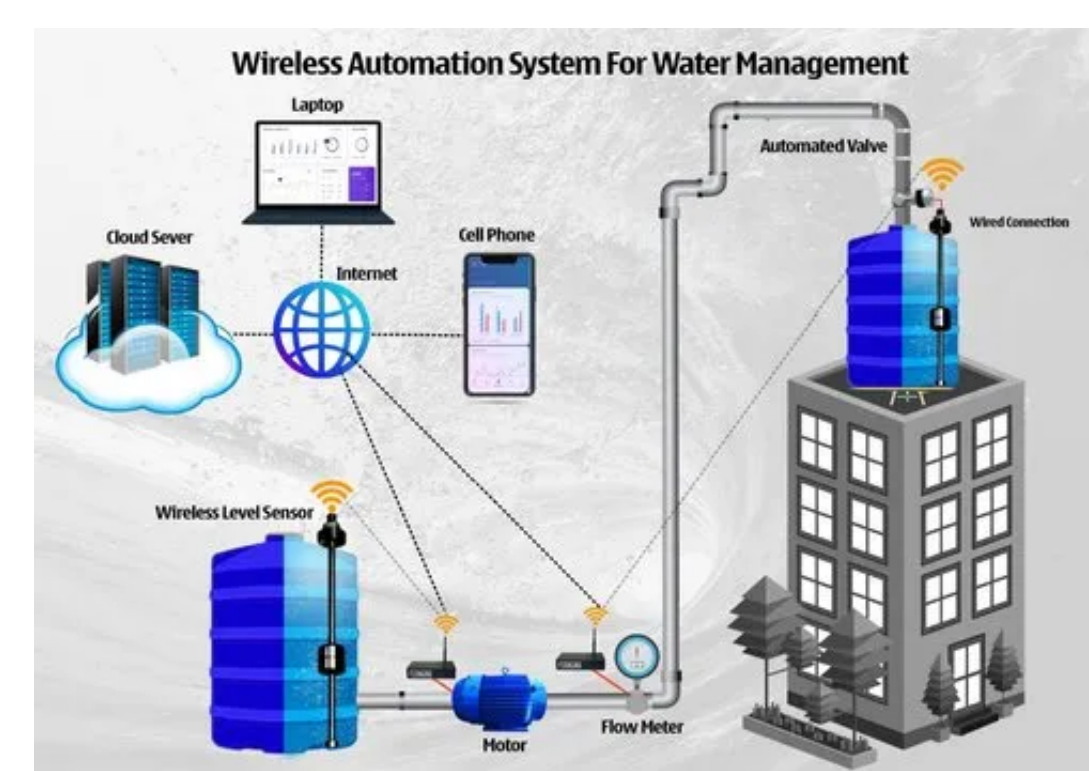 Wireless Automation System For Water Management
Laptop
Automated Valve
Wired Connection
Cloud Sever
Cell Phone
Internet
Wireless Level Sensor
Flow Meter
Motor